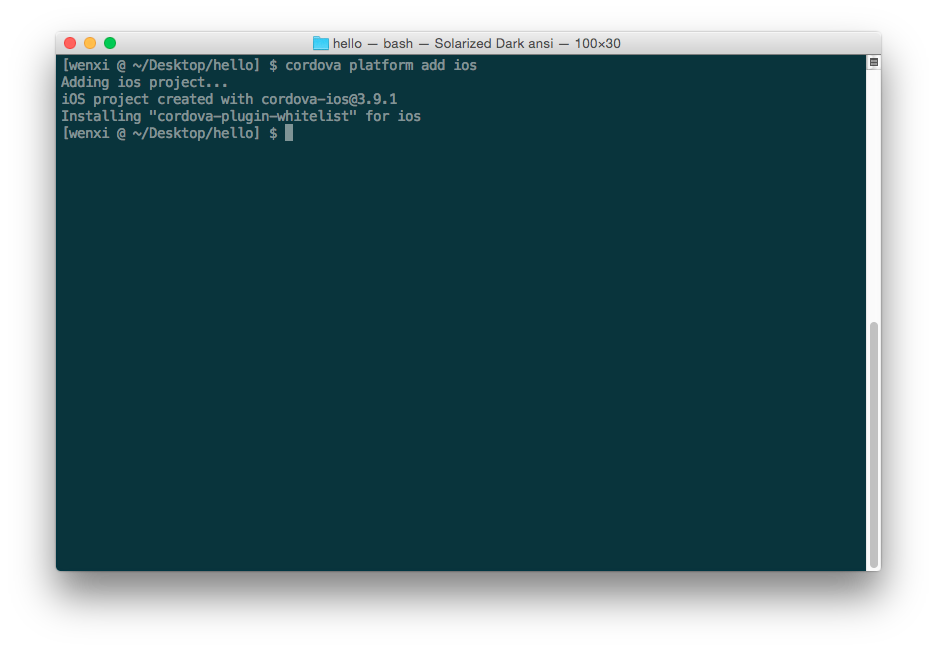 hello — bash — Solarized Dark ansi — 100×30
[wenxi @ ~/Desktop/hello] $ cordova platform add ios
Adding ios project...
iOS project created with cordova-ios@3.9.1
Installing "cordova-plugin-whitelist" for ios
[wenxi @ ~/Desktop/hello] $